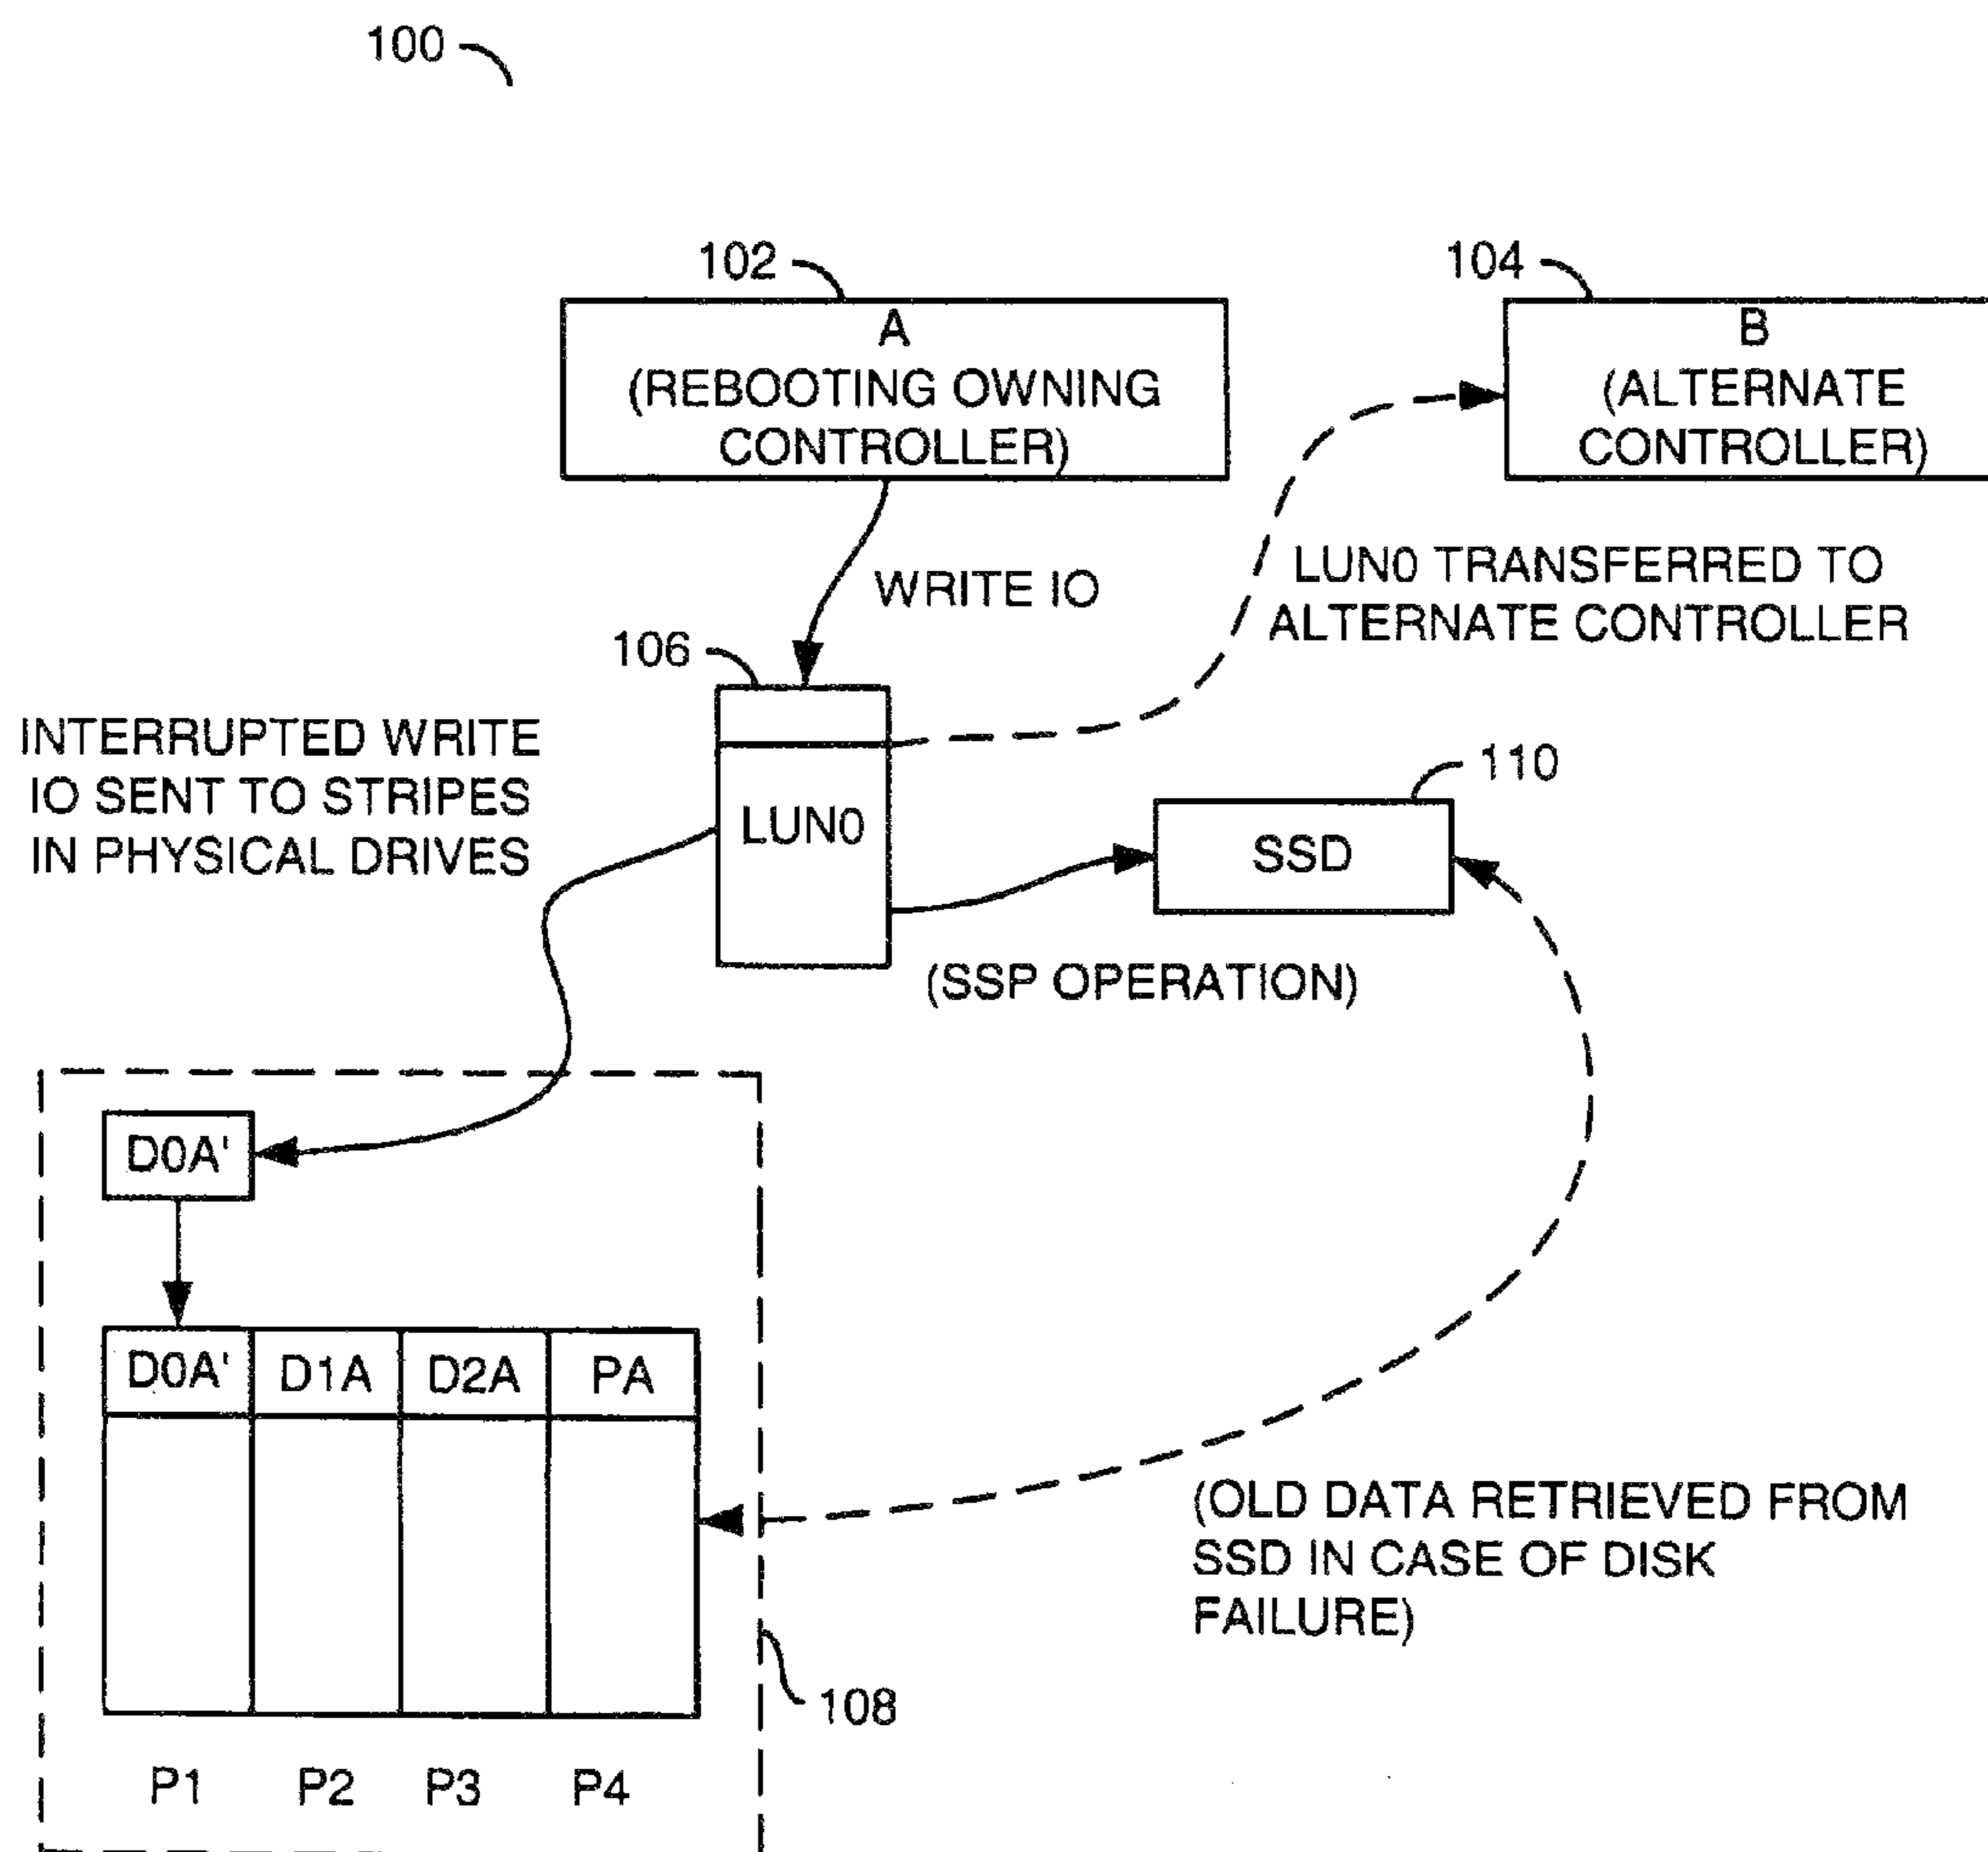 100
102
104
A
(REBOOTING OWNING
CONTROLLER)
B
(ALTERNATE
CONTROLLER)
WRITE IO
LUN0 TRANSFERRED TO
ALTERNATE CONTROLLER
106
INTERRUPTED WRITE
IO SENT TO STRIPES
IN PHYSICAL DRIVES
LUN0
110
SSD
(SSP OPERATION)
D0A'
D0A' D1A D2A PA
(OLD DATA RETRIEVED FROM
SSD IN CASE OF DISK
FAILURE)
108
P1 P2 P3 P4